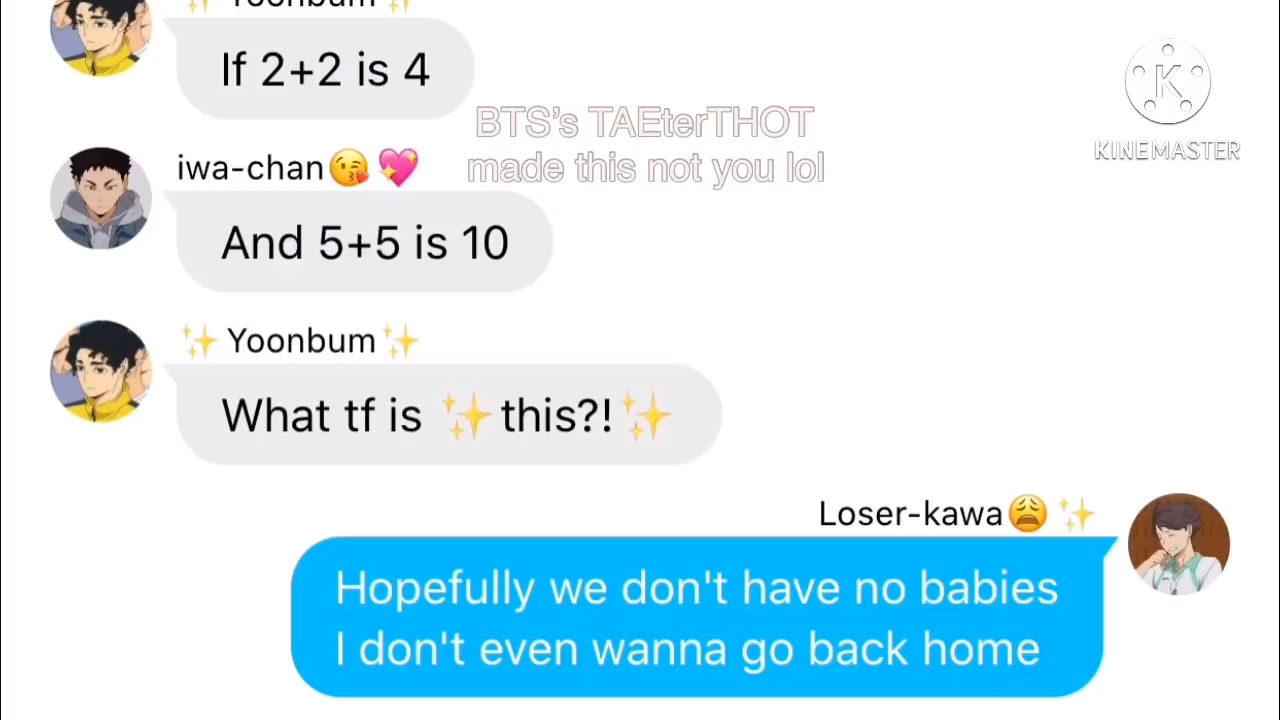 ✨Yoonbum✨
If 2+2 is 4
BTS's TAEterTHOT
made this not you lol
K
KINEMASTER
iwa-chan😘💖
And 5+5 is 10
✨Yoonbum✨
What tf is ✨this?!✨
Loser-kawa😩✨
Hopefully we don't have no babies
I don't even wanna go back home